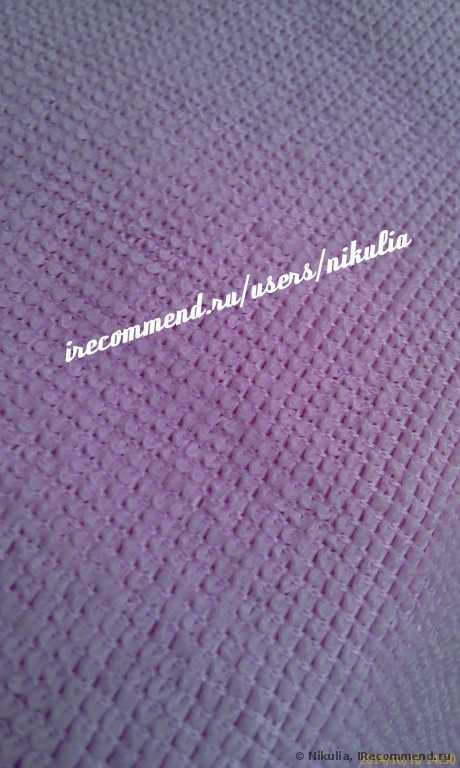 irecommend.ru/users/nikulia
© Nikulia, IRecommend.ru